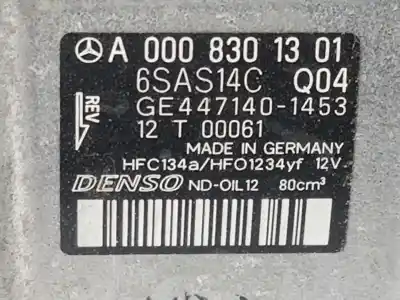 A 000 830 13 01
6SAS14C Q04
REV
GE447140-1453
12 T 00061
MADE IN GERMANY
HFC134a/HFO1234yf 12V
DENSO ND-OIL12 80cm³